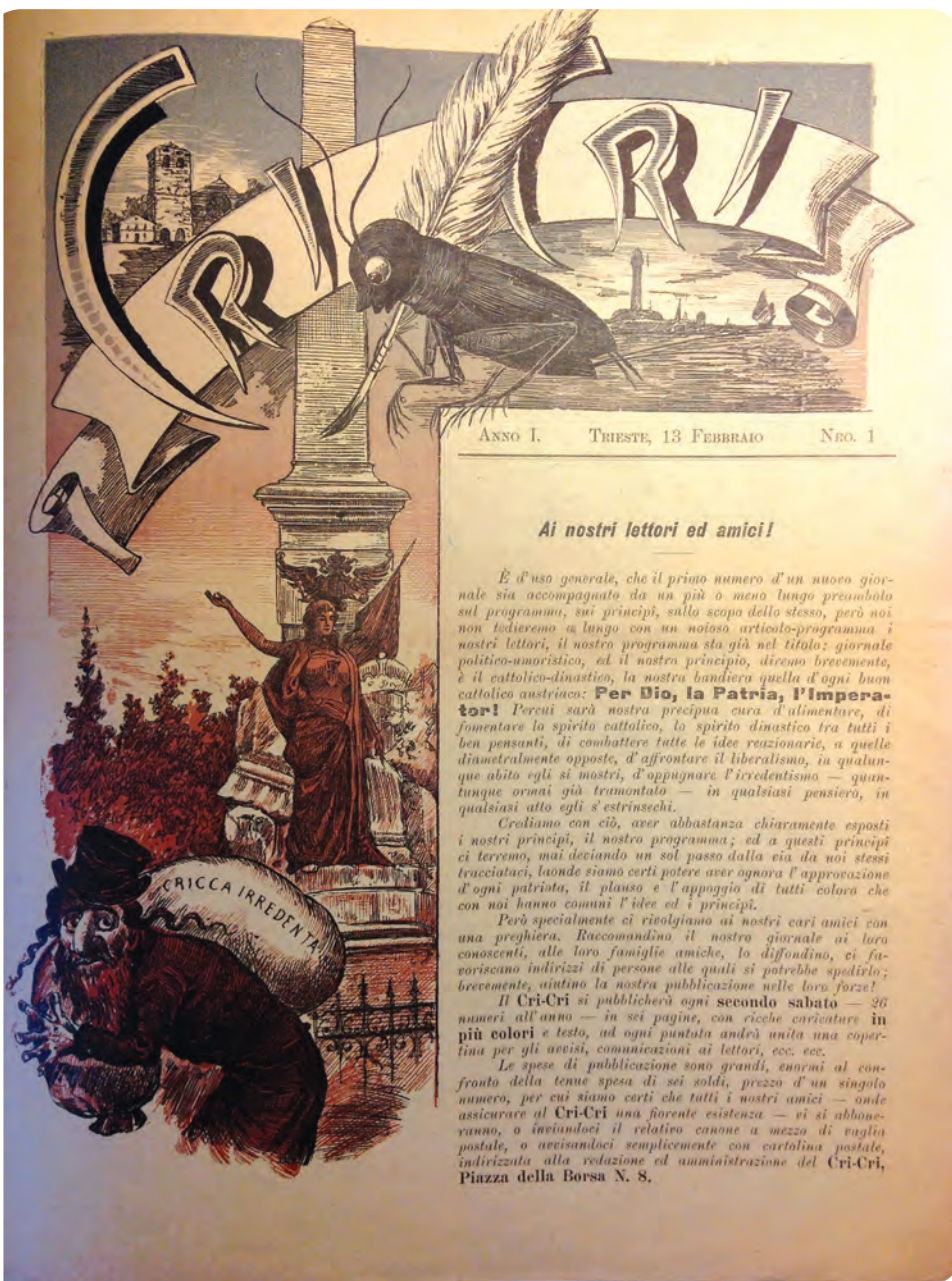 CRI CRI
ANNO I. TRIESTE, 13 FEBBRAIO NRO. 1
Ai nostri lettori ed amici!
È d'uso generale, che il primo numero d'un nuovo gior-
nale sia accompagnato da un più o meno lungo preambolo
sul programma, sui principî, sullo scopo dello stesso, però noi
non tedieremo a lungo con un noioso articolo-programma i
nostri lettori, il nostro programma sta già nel titolo: giornale
politico-umoristico, ed il nostro principio, diremo brevemente,
è il cattolico-dinastico, la nostra bandiera quella d'ogni buon
cattolico austriaco: Per Dio, la Patria, l'Impera-
tor! Percui sarà nostra precipua cura d'alimentare, di
fomentare lo spirito cattolico, lo spirito dinastico tra tutti i
ben pensanti, di combattere tutte le idee reazionarie, a quelle
diametralmente opposte, d'affrontare il liberalismo, in qualun-
que abito egli si mostri, d'oppugnare l'irredentismo — quan-
tunque ormai già tramontato — in qualsiasi pensiero, in
qualsiasi atto egli s'estrinsechi.
Crediamo con ciò, aver abbastanza chiaramente esposti
i nostri principî, il nostro programma; ed a questi principî
ci terremo, mai deviando un sol passo dalla via da noi stessi
tracciataci, laonde siamo certi potere aver ognora l'approvazione
d'ogni patriota, il plauso e l'appoggio di tutti coloro che
con noi hanno comuni l'idee ed i principî.
Però specialmente ci rivolgiamo ai nostri cari amici con
una preghiera. Raccomandino il nostro giornale ai loro
conoscenti, alle loro famiglie amiche, lo diffondino, ci fa-
voriscano indirizzi di persone alle quali si potrebbe spedirlo;
brevemente, aiutino la nostra pubblicazione nelle loro forze!
Il Cri-Cri si pubblicherà ogni secondo sabato — 26
numeri all'anno — in sei pagine, con ricche caricature in
più colori e testo, ad ogni puntata andrà unita una coper-
tina per gli avvisi, comunicazioni ai lettori, ecc. ecc.
Le spese di pubblicazione sono grandi, enormi al con-
fronto della tenue spesa di sei soldi, prezzo d'un singolo
numero, per cui siamo certi che tutti i nostri amici — onde
assicurare al Cri-Cri una fiorente esistenza — vi si abbone-
ranno, o inviandoci il relativo canone a mezzo di vaglia
postale, o avvisandoci semplicemente con cartolina postale,
indirizzata alla redazione ed amministrazione del Cri-Cri,
Piazza della Borsa N. 8.
CRICCA IRREDENTA